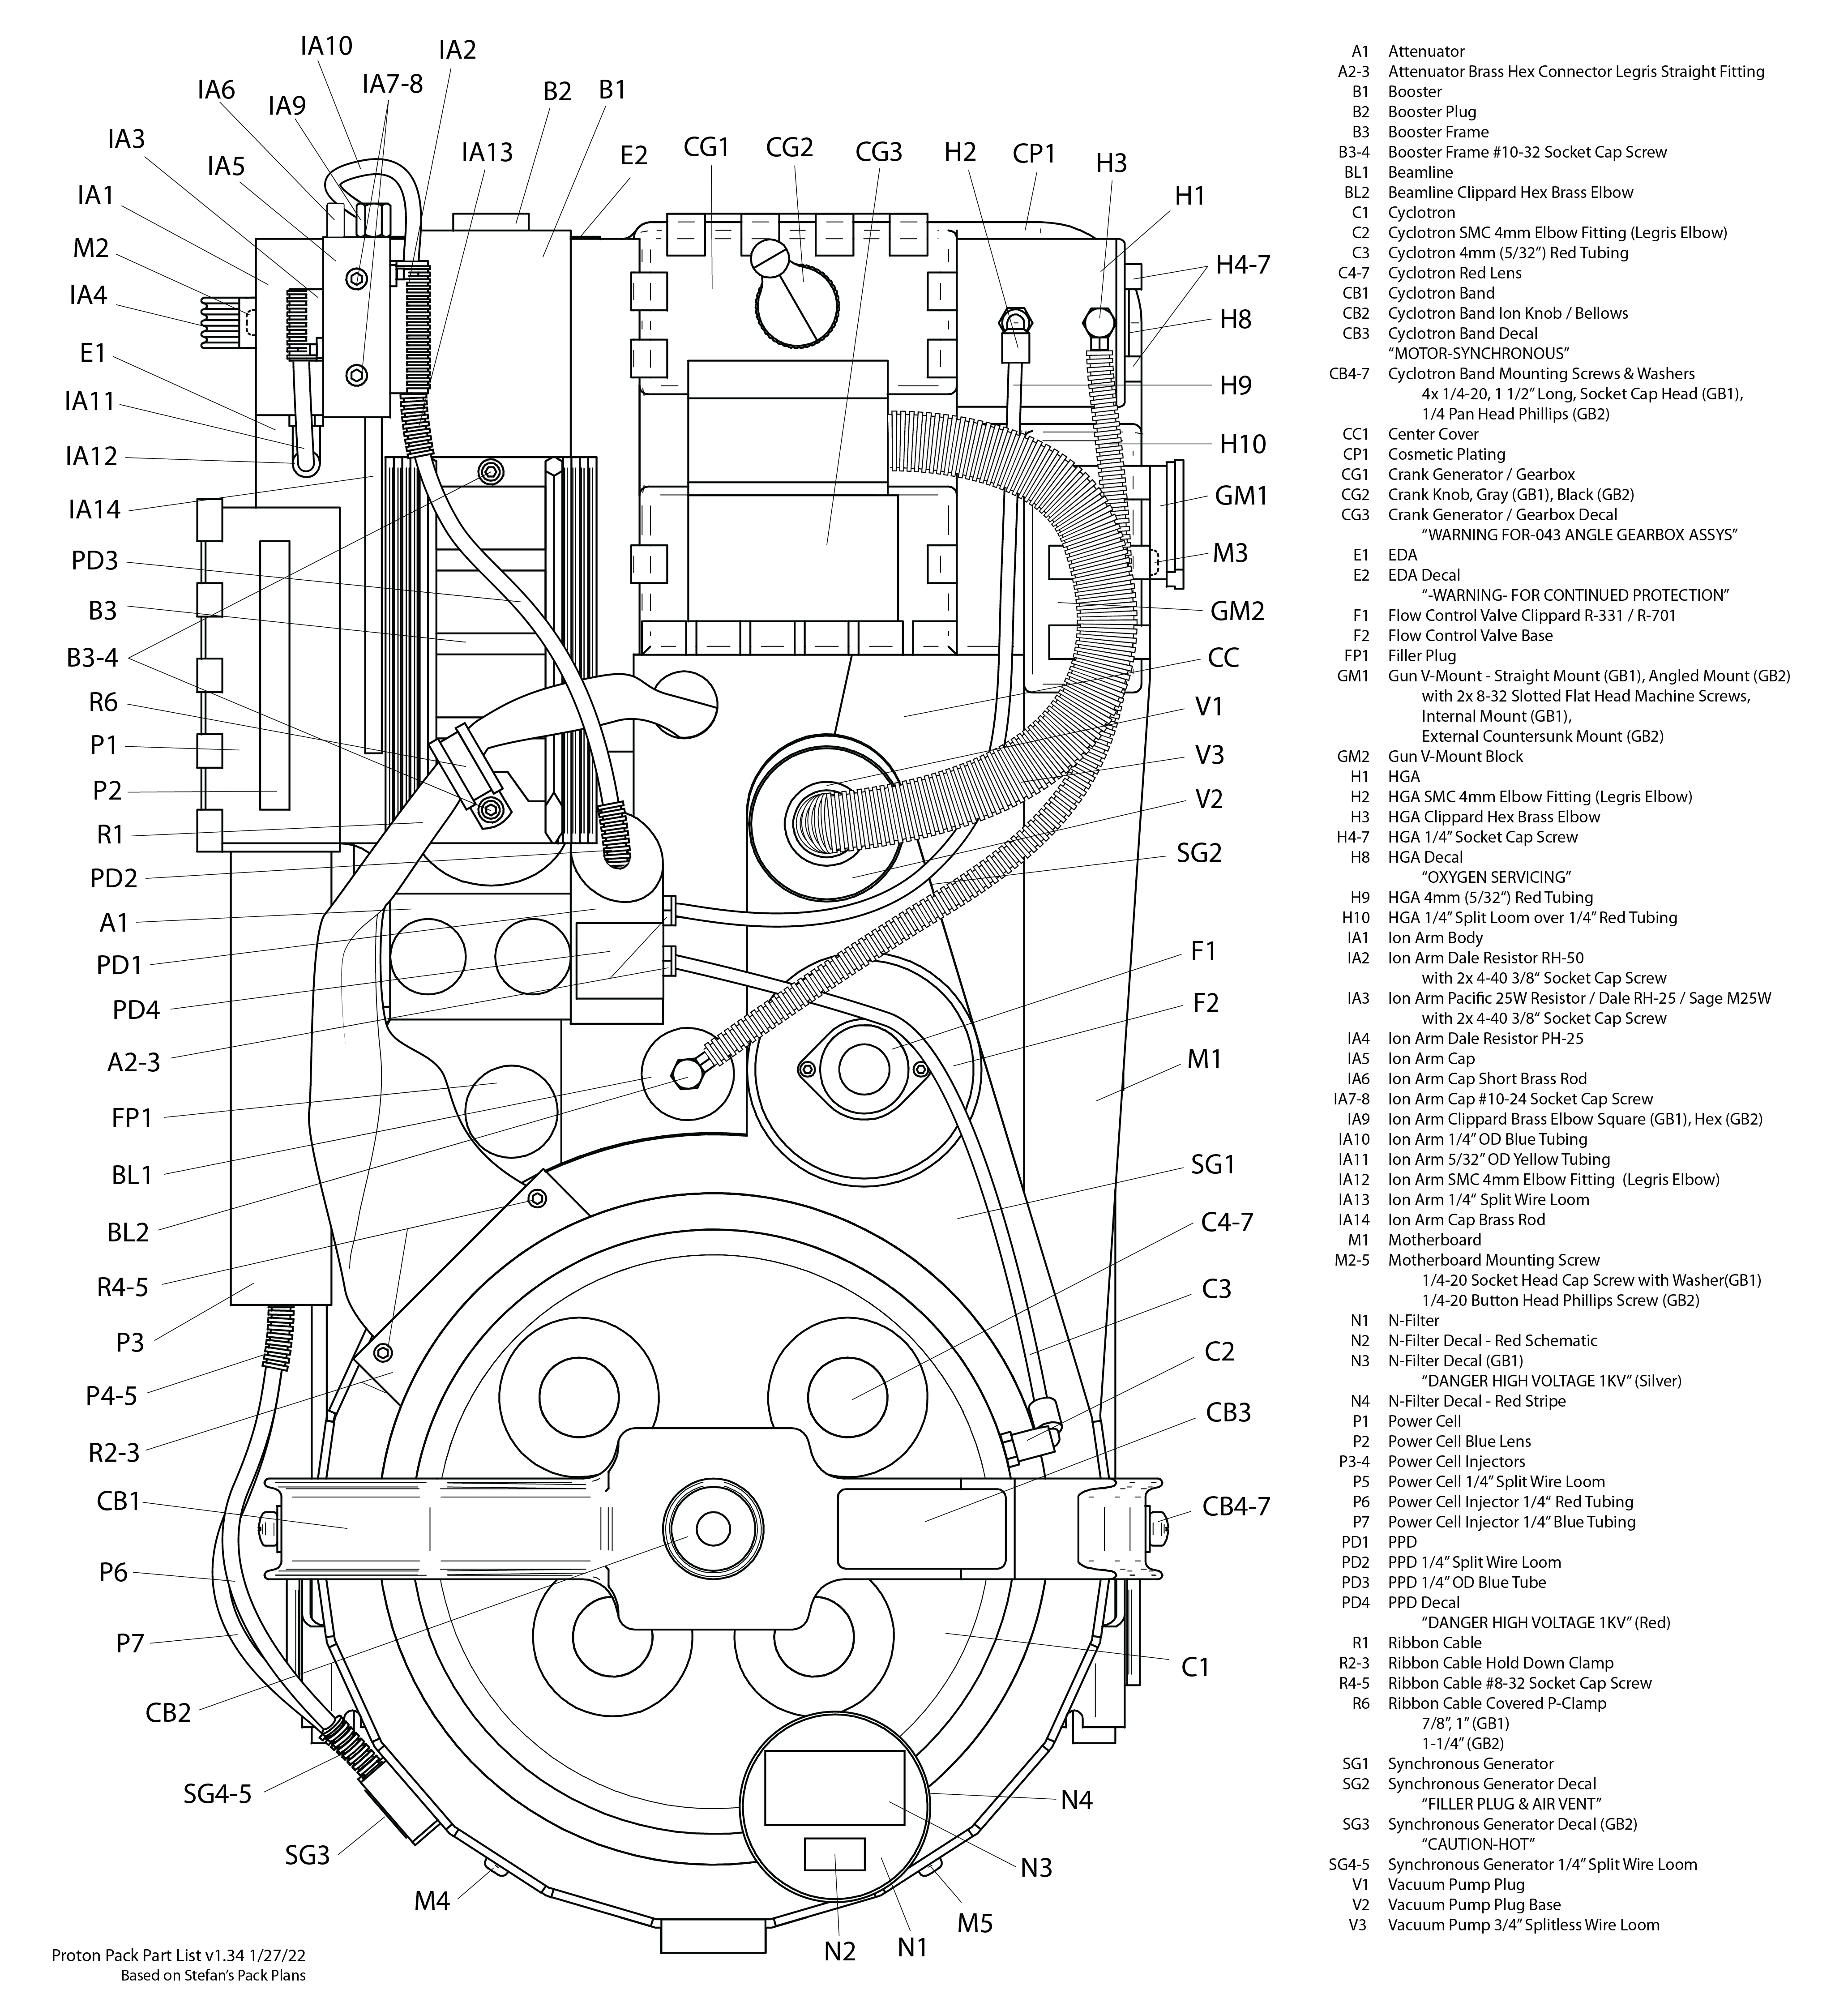 IA10
IA2
IA6
IA7-8
IA9
B2
B1
IA3
IA5
IA13
E2
CG1
CG2
CG3
H2
CP1
H3
IA1
H1
M2
H4-7
IA4
H8
E1
H9
IA11
H10
IA12
GM1
IA14
M3
PD3
GM2
B3
CC
B3-4
V1
R6
V3
P1
V2
P2
R1
SG2
PD2
A1
F1
PD1
F2
PD4
M1
A2-3
FP1
SG1
BL1
C4-7
BL2
C3
R4-5
C2
P3
CB3
P4-5
R2-3
CB4-7
CB1
P6
P7
C1
CB2
SG4-5
N4
SG3
N3
M4
M5
N2
N1
Proton Pack Part List v1.34 1/27/22
Based on Stefan's Pack Plans
A1 Attenuator
A2-3 Attenuator Brass Hex Connector Legris Straight Fitting
B1 Booster
B2 Booster Plug
B3 Booster Frame
B3-4 Booster Frame #10-32 Socket Cap Screw
BL1 Beamline
BL2 Beamline Clippard Hex Brass Elbow
C1 Cyclotron
C2 Cyclotron SMC 4mm Elbow Fitting (Legris Elbow)
C3 Cyclotron 4mm (5/32") Red Tubing
C4-7 Cyclotron Red Lens
CB1 Cyclotron Band
CB2 Cyclotron Band Ion Knob / Bellows
CB3 Cyclotron Band Decal
"MOTOR-SYNCHRONOUS"
CB4-7 Cyclotron Band Mounting Screws & Washers
4x 1/4-20, 1 1/2" Long, Socket Cap Head (GB1),
1/4 Pan Head Phillips (GB2)
CC1 Center Cover
CP1 Cosmetic Plating
CG1 Crank Generator / Gearbox
CG2 Crank Knob, Gray (GB1), Black (GB2)
CG3 Crank Generator / Gearbox Decal
"WARNING FOR-043 ANGLE GEARBOX ASSYS"
E1 EDA
E2 EDA Decal
"-WARNING- FOR CONTINUED PROTECTION"
F1 Flow Control Valve Clippard R-331 / R-701
F2 Flow Control Valve Base
FP1 Filler Plug
GM1 Gun V-Mount - Straight Mount (GB1), Angled Mount (GB2)
with 2x 8-32 Slotted Flat Head Machine Screws,
Internal Mount (GB1),
External Countersunk Mount (GB2)
GM2 Gun V-Mount Block
H1 HGA
H2 HGA SMC 4mm Elbow Fitting (Legris Elbow)
H3 HGA Clippard Hex Brass Elbow
H4-7 HGA 1/4" Socket Cap Screw
H8 HGA Decal
"OXYGEN SERVICING"
H9 HGA 4mm (5/32") Red Tubing
H10 HGA 1/4" Split Loom over 1/4" Red Tubing
IA1 Ion Arm Body
IA2 Ion Arm Dale Resistor RH-50
with 2x 4-40 3/8" Socket Cap Screw
IA3 Ion Arm Pacific 25W Resistor / Dale RH-25 / Sage M25W
with 2x 4-40 3/8" Socket Cap Screw
IA4 Ion Arm Dale Resistor PH-25
IA5 Ion Arm Cap
IA6 Ion Arm Cap Short Brass Rod
IA7-8 Ion Arm Cap #10-24 Socket Cap Screw
IA9 Ion Arm Clippard Brass Elbow Square (GB1), Hex (GB2)
IA10 Ion Arm 1/4" OD Blue Tubing
IA11 Ion Arm 5/32" OD Yellow Tubing
IA12 Ion Arm SMC 4mm Elbow Fitting (Legris Elbow)
IA13 Ion Arm 1/4" Split Wire Loom
IA14 Ion Arm Cap Brass Rod
M1 Motherboard
M2-5 Motherboard Mounting Screw
1/4-20 Socket Head Cap Screw with Washer(GB1)
1/4-20 Button Head Phillips Screw (GB2)
N1 N-Filter
N2 N-Filter Decal - Red Schematic
N3 N-Filter Decal (GB1)
"DANGER HIGH VOLTAGE 1KV" (Silver)
N4 N-Filter Decal - Red Stripe
P1 Power Cell
P2 Power Cell Blue Lens
P3-4 Power Cell Injectors
P5 Power Cell 1/4" Split Wire Loom
P6 Power Cell Injector 1/4" Red Tubing
P7 Power Cell Injector 1/4" Blue Tubing
PD1 PPD
PD2 PPD 1/4" Split Wire Loom
PD3 PPD 1/4" OD Blue Tube
PD4 PPD Decal
"DANGER HIGH VOLTAGE 1KV" (Red)
R1 Ribbon Cable
R2-3 Ribbon Cable Hold Down Clamp
R4-5 Ribbon Cable #8-32 Socket Cap Screw
R6 Ribbon Cable Covered P-Clamp
7/8", 1" (GB1)
1-1/4" (GB2)
SG1 Synchronous Generator
SG2 Synchronous Generator Decal
"FILLER PLUG & AIR VENT"
SG3 Synchronous Generator Decal (GB2)
"CAUTION-HOT"
SG4-5 Synchronous Generator 1/4" Split Wire Loom
V1 Vacuum Pump Plug
V2 Vacuum Pump Plug Base
V3 Vacuum Pump 3/4" Splitless Wire Loom